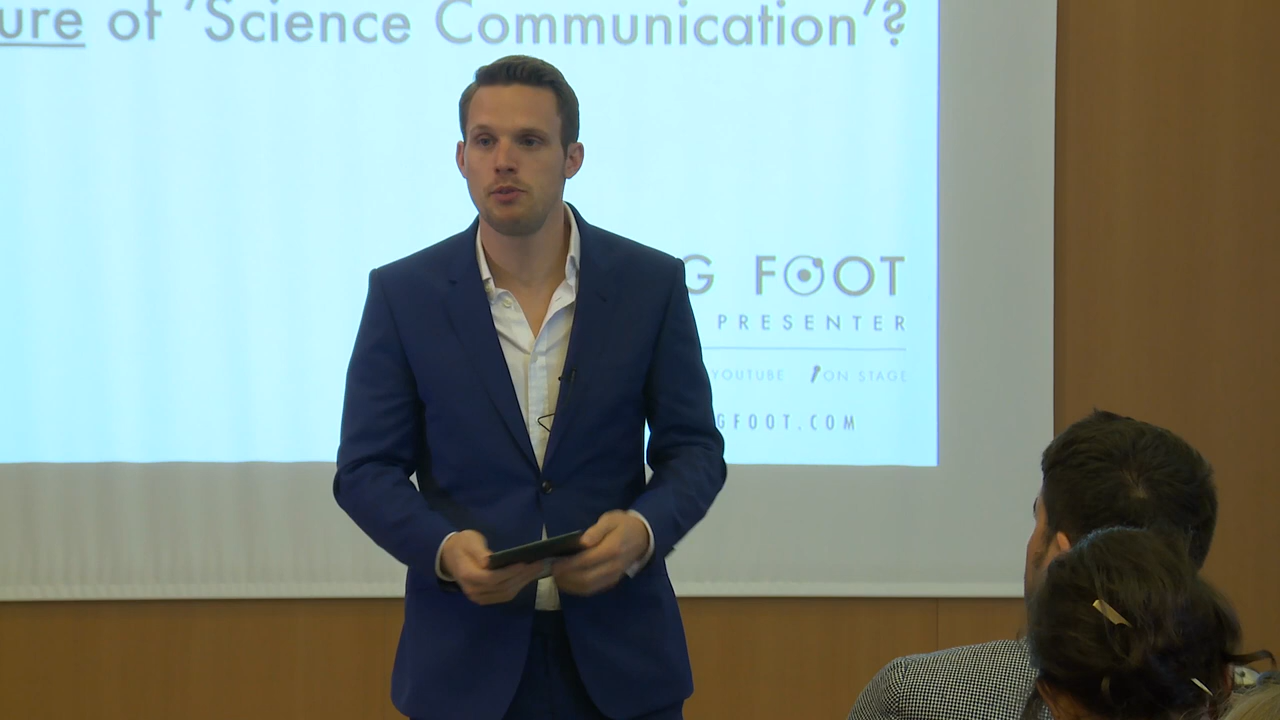 ure of 'Science Communication'?
G FOOT
PRESENTER
YOUTUBE ON STAGE
GFOOT.COM